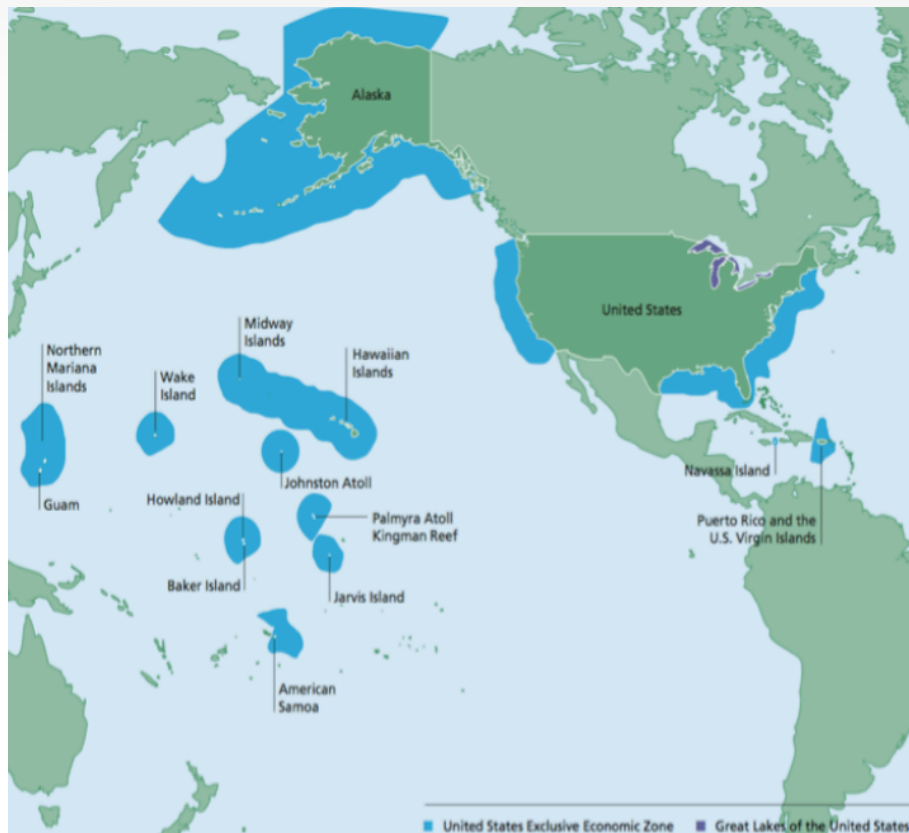 Alaska
United States
Midway
Islands
Hawaiian
Islands
Northern
Mariana
Islands
Wake
Island
Guam
Johnston Atoll
Howland Island
Palmyra Atoll
Kingman Reef
Baker Island
Jarvis Island
American
Samoa
Navassa Island
Puerto Rico and the
U.S. Virgin Islands
United States Exclusive Economic Zone
Great Lakes of the United States